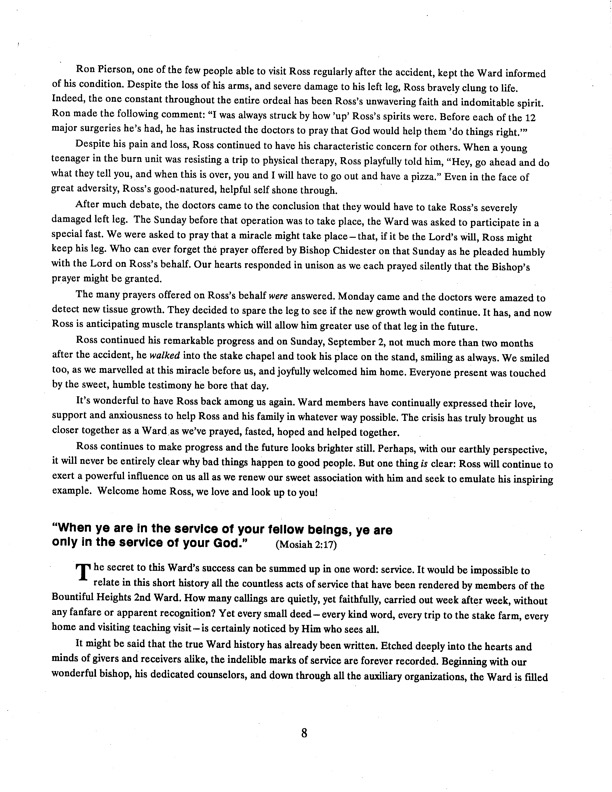 Ron Pierson, one of the few people able to visit Ross regularly after the accident, kept the Ward informed
of his condition. Despite the loss of his arms, and severe damage to his left leg, Ross bravely clung to life.
Indeed, the one constant throughout the entire ordeal has been Ross's unwavering faith and indomitable spirit.
Ron made the following comment: “I was always struck by how 'up' Ross's spirits were. Before each of the 12
major surgeries he's had, he has instructed the doctors to pray that God would help them 'do things right.'”
Despite his pain and loss, Ross continued to have his characteristic concern for others. When a young
teenager in the burn unit was resisting a trip to physical therapy, Ross playfully told him, “Hey, go ahead and do
what they tell you, and when this is over, you and I will have to go out and have a pizza.” Even in the face of
great adversity, Ross's good-natured, helpful self shone through.
After much debate, the doctors came to the conclusion that they would have to take Ross's severely
damaged left leg. The Sunday before that operation was to take place, the Ward was asked to participate in a
special fast. We were asked to pray that a miracle might take place – that, if it be the Lord's will, Ross might
keep his leg. Who can ever forget the prayer offered by Bishop Chidester on that Sunday as he pleaded humbly
with the Lord on Ross's behalf. Our hearts responded in unison as we each prayed silently that the Bishop's
prayer might be granted.
The many prayers offered on Ross's behalf were answered. Monday came and the doctors were amazed to
detect new tissue growth. They decided to spare the leg to see if the new growth would continue. It has, and now
Ross is anticipating muscle transplants which will allow him greater use of that leg in the future.
Ross continued his remarkable progress and on Sunday, September 2, not much more than two months
after the accident, he walked into the stake chapel and took his place on the stand, smiling as always. We smiled
too, as we marvelled at this miracle before us, and joyfully welcomed him home. Everyone present was touched
by the sweet, humble testimony he bore that day.
It's wonderful to have Ross back among us again. Ward members have continually expressed their love,
support and anxiousness to help Ross and his family in whatever way possible. The crisis has truly brought us
closer together as a Ward as we've prayed, fasted, hoped and helped together.
Ross continues to make progress and the future looks brighter still. Perhaps, with our earthly perspective,
it will never be entirely clear why bad things happen to good people. But one thing is clear: Ross will continue to
exert a powerful influence on us all as we renew our sweet association with him and seek to emulate his inspiring
example. Welcome home Ross, we love and look up to you!
“When ye are in the service of your fellow beings, ye are
only in the service of your God.” (Mosiah 2:17)
The secret to this Ward's success can be summed up in one word: service. It would be impossible to
relate in this short history all the countless acts of service that have been rendered by members of the
Bountiful Heights 2nd Ward. How many callings are quietly, yet faithfully, carried out week after week, without
any fanfare or apparent recognition? Yet every small deed – every kind word, every trip to the stake farm, every
home and visiting teaching visit – is certainly noticed by Him who sees all.
It might be said that the true Ward history has already been written. Etched deeply into the hearts and
minds of givers and receivers alike, the indelible marks of service are forever recorded. Beginning with our
wonderful bishop, his dedicated counselors, and down through all the auxiliary organizations, the Ward is filled
8